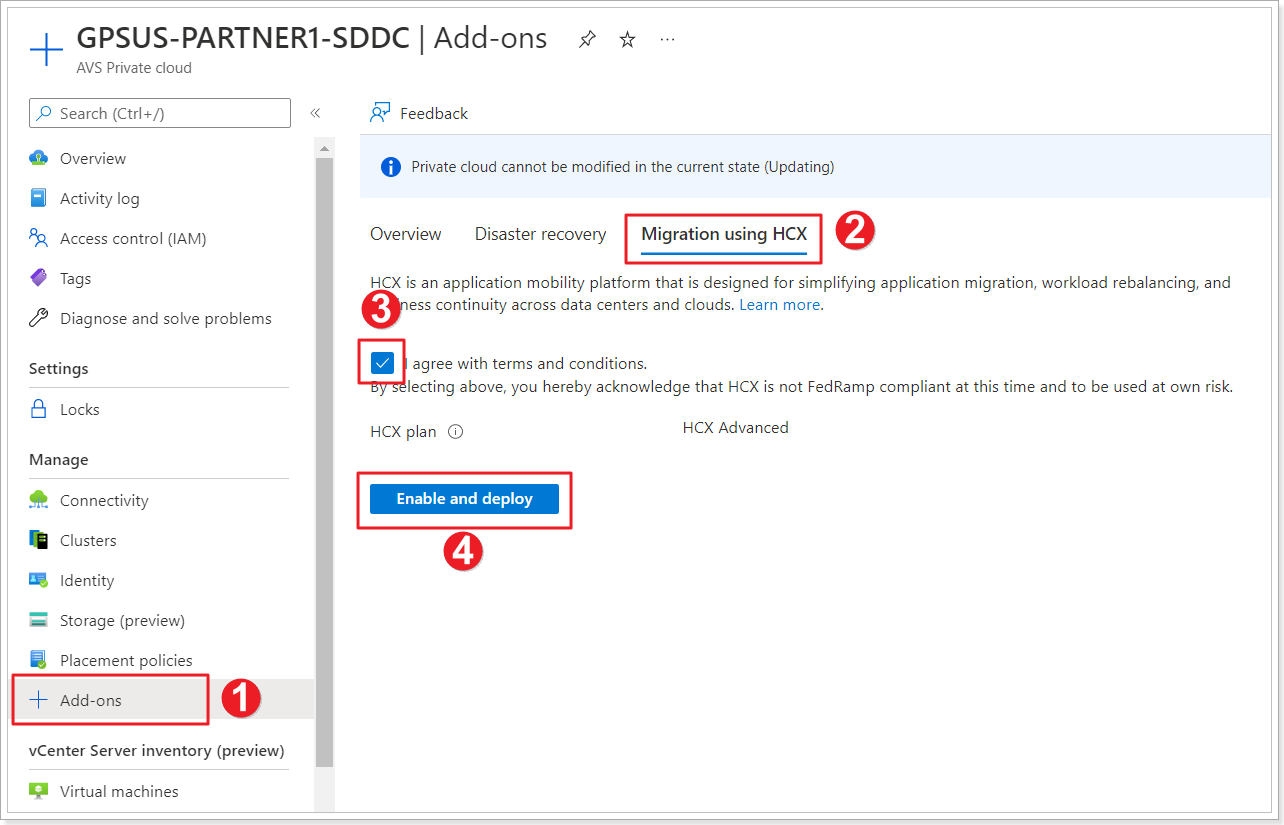 GPSUS-PARTNER1-SDDC | Add-ons
AVS Private cloud
Search (Ctrl+/)
Overview
Activity log
Access control (IAM)
Tags
Diagnose and solve problems
Settings
Locks
Manage
Connectivity
Clusters
Identity
Storage (preview)
Placement policies
Add-ons
1
vCenter Server inventory (preview)
Virtual machines
Feedback
Private cloud cannot be modified in the current state (Updating)
Overview
Disaster recovery
Migration using HCX
2
HCX is an application mobility platform that is designed for simplifying application migration, workload rebalancing, and
ness continuity across data centers and clouds. Learn more.
3
I agree with terms and conditions.
By selecting above, you hereby acknowledge that HCX is not FedRamp compliant at this time and to be used at own risk.
HCX plan
HCX Advanced
Enable and deploy
4